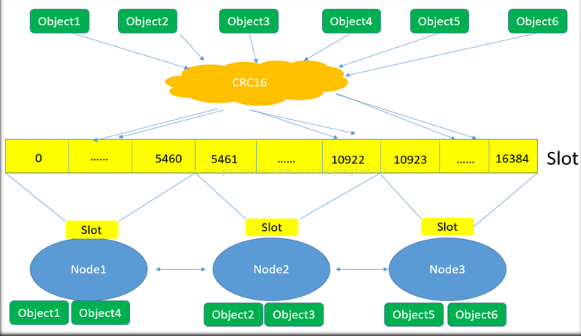 Object1 Object2 Object3 Object4 Object5 Object6
CRC16
0 ...... 5460 5461 ...... 10922 10923 ...... 16384 Slot
Slot Slot Slot
Node1 Node2 Node3
Object1 Object4 Object2 Object3 Object5 Object6